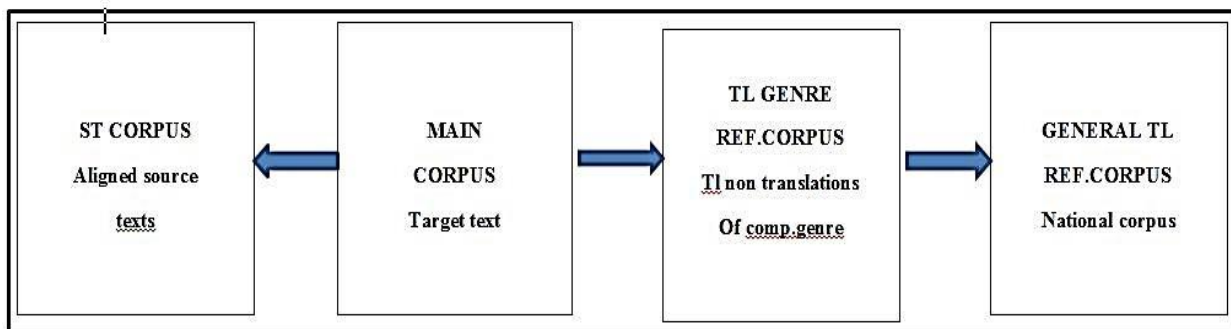 ST CORPUS
Aligned source
texts
MAIN
CORPUS
Target text
TL GENRE
REF.CORPUS
Tl non translations
Of comp.genre
GENERAL TL
REF.CORPUS
National corpus